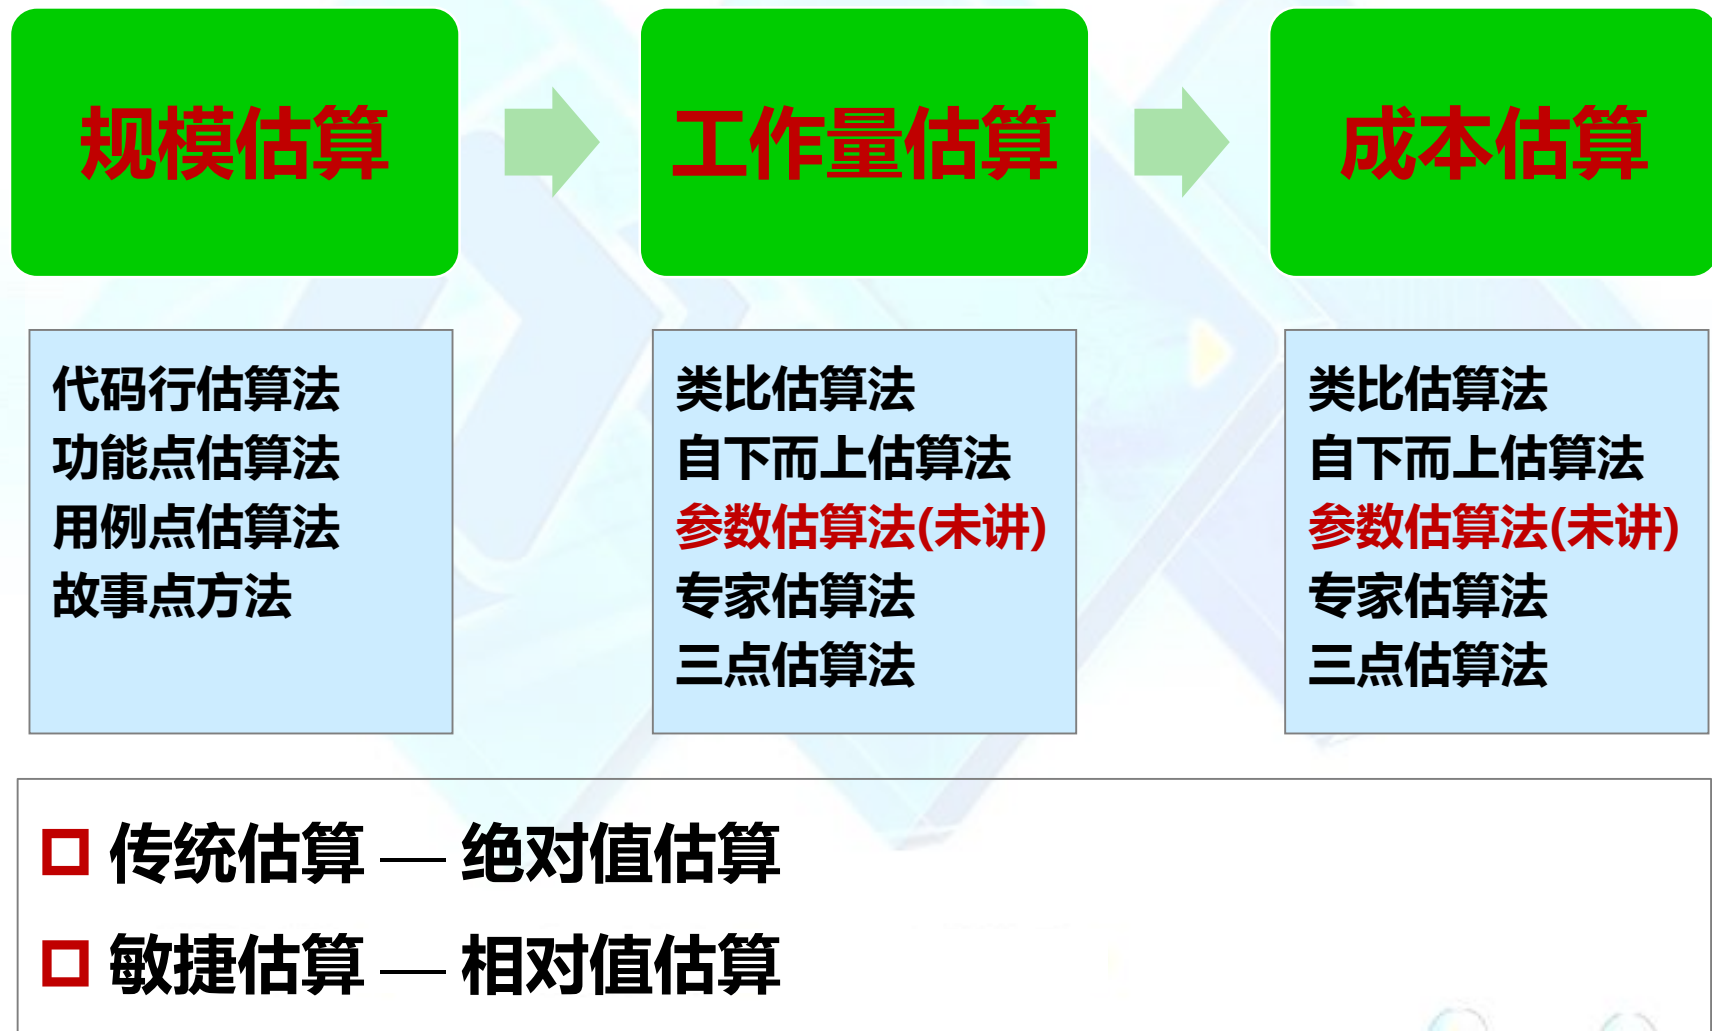 规模估算
工作量估算
成本估算
代码行估算法
功能点估算法
用例点估算法
故事点方法
类比估算法
自下而上估算法
参数估算法(未讲)
专家估算法
三点估算法
类比估算法
自下而上估算法
参数估算法(未讲)
专家估算法
三点估算法
传统估算 — 绝对值估算
敏捷估算 — 相对值估算